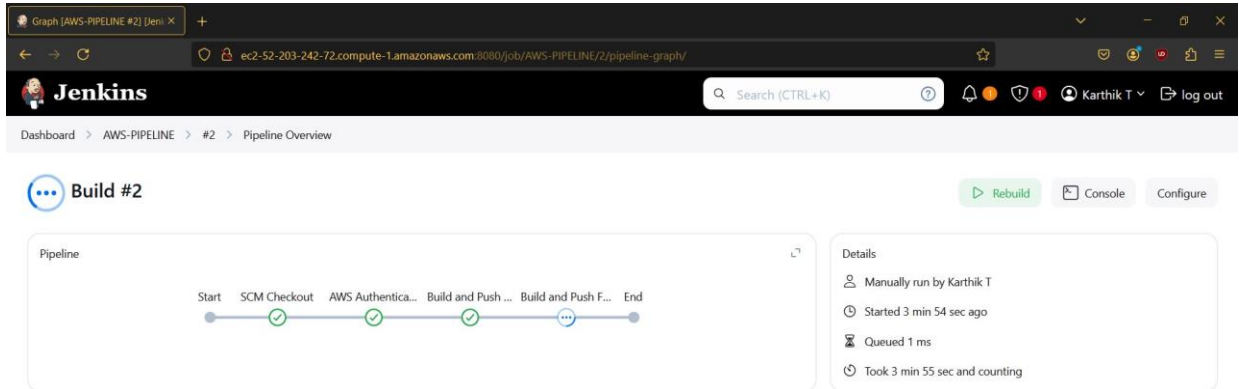 Graph [AWS-PIPELINE #2] [Jeni
ec2-52-203-242-72.compute-1.amazonaws.com:8080/job/AWS-PIPELINE/2/pipeline-graph/
Jenkins
Search (CTRL+K)
1
1
Karthik T
log out
Dashboard > AWS-PIPELINE > #2 > Pipeline Overview
Build #2
Rebuild
Console
Configure
Pipeline
Start
SCM Checkout
AWS Authentica...
Build and Push ...
Build and Push F...
End
Details
Manually run by Karthik T
Started 3 min 54 sec ago
Queued 1 ms
Took 3 min 55 sec and counting